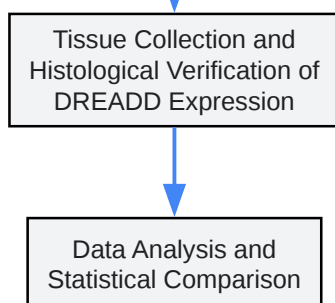 Tissue Collection and
Histological Verification of
DREADD Expression
Data Analysis and
Statistical Comparison